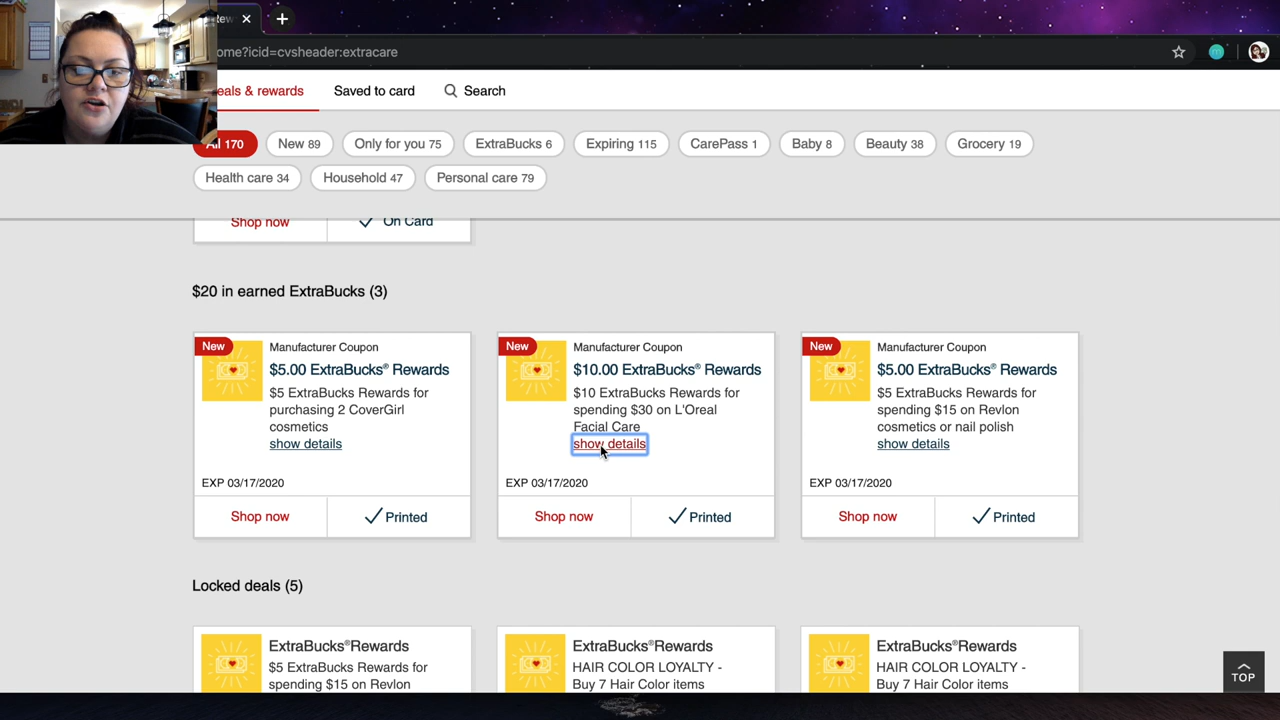 ome?icid=cvsheader:extracare
eals & rewards
Saved to card
Search
All 170
New 89
Only for you 75
ExtraBucks 6
Expiring 115
CarePass 1
Baby 8
Beauty 38
Grocery 19
Health care 34
Household 47
Personal care 79
Shop now
On Card
$20 in earned ExtraBucks (3)
New
Manufacturer Coupon
$5.00 ExtraBucks® Rewards
$5 ExtraBucks Rewards for
purchasing 2 CoverGirl
cosmetics
show details
EXP 03/17/2020
Shop now
Printed
New
Manufacturer Coupon
$10.00 ExtraBucks® Rewards
$10 ExtraBucks Rewards for
spending $30 on L'Oreal
Facial Care
show details
EXP 03/17/2020
Shop now
Printed
New
Manufacturer Coupon
$5.00 ExtraBucks® Rewards
$5 ExtraBucks Rewards for
spending $15 on Revlon
cosmetics or nail polish
show details
EXP 03/17/2020
Shop now
Printed
Locked deals (5)
ExtraBucks®Rewards
$5 ExtraBucks Rewards for
spending $15 on Revlon
ExtraBucks®Rewards
HAIR COLOR LOYALTY -
Buy 7 Hair Color items
ExtraBucks®Rewards
HAIR COLOR LOYALTY -
Buy 7 Hair Color items
TOP